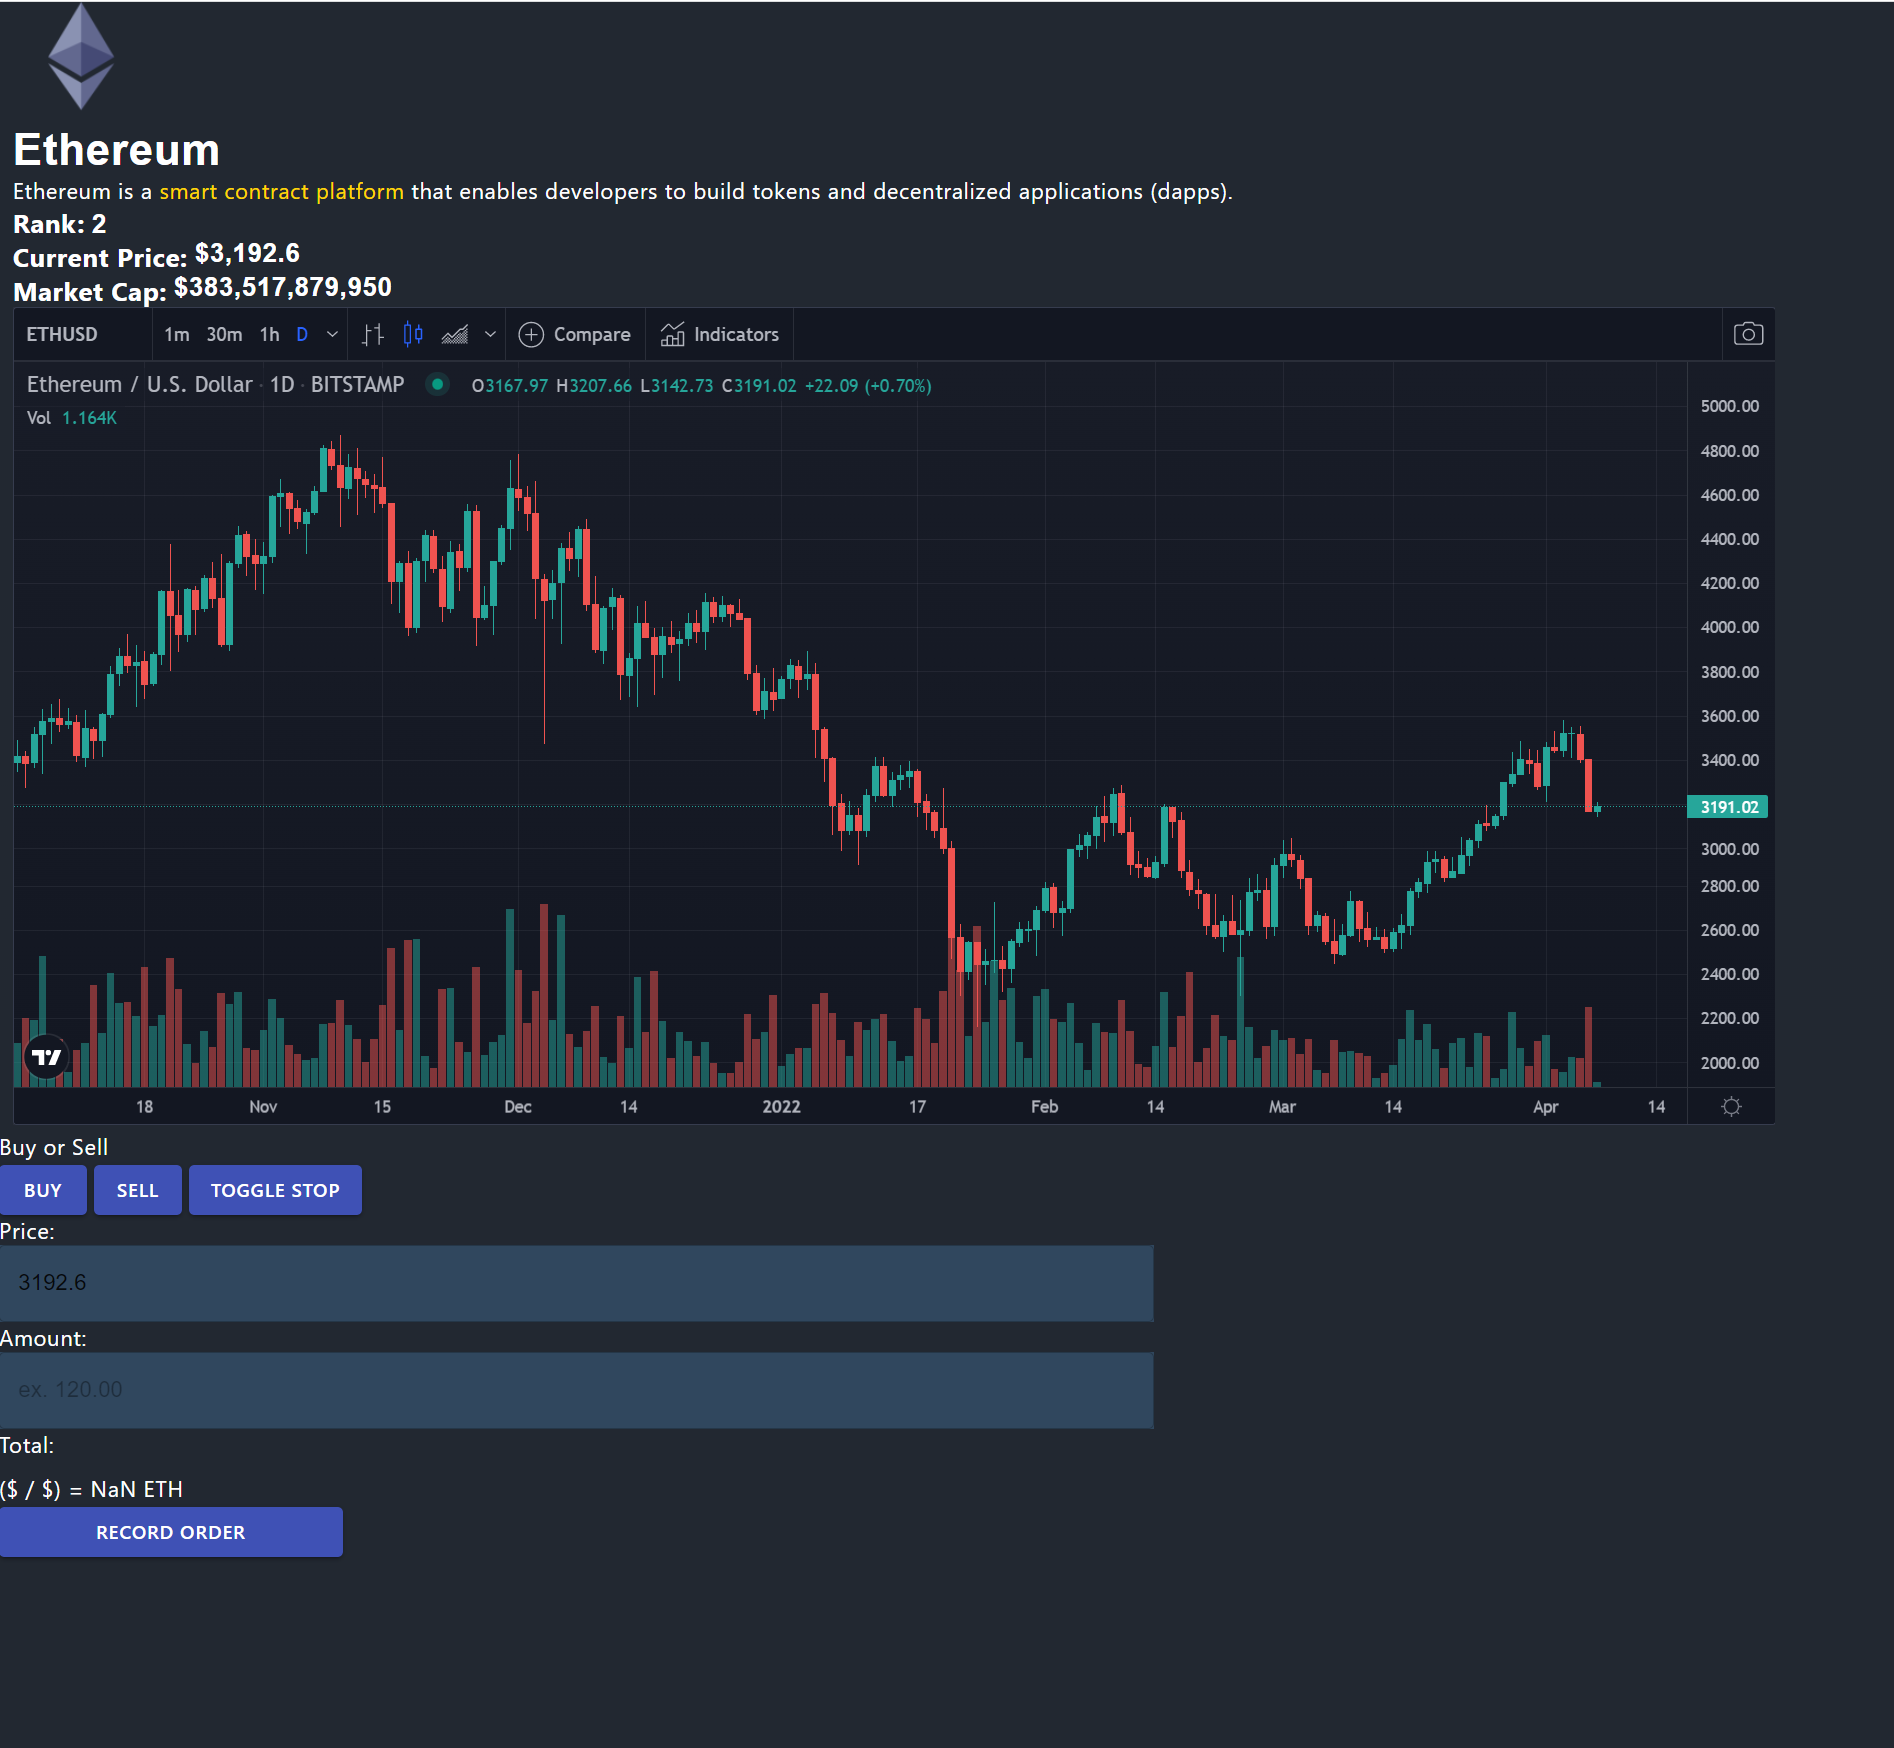 Ethereum
Ethereum is a smart contract platform that enables developers to build tokens and decentralized applications (dapps).
Rank: 2
Current Price: $3,192.6
Market Cap: $383,517,879,950
ETHUSD 1m 30m 1h D Compare Indicators
Ethereum / U.S. Dollar · 1D · BITSTAMP O3167.97 H3207.66 L3142.73 C3191.02 +22.09 (+0.70%)
Vol 1.164K
5000.00
4800.00
4600.00
4400.00
4200.00
4000.00
3800.00
3600.00
3400.00
3191.02
3000.00
2800.00
2600.00
2400.00
2200.00
2000.00
18 Nov 15 Dec 14 2022 17 Feb 14 Mar 14 Apr 14
Buy or Sell
BUY SELL TOGGLE STOP
Price:
3192.6
Amount:
ex. 120.00
Total:
($ / $) = NaN ETH
RECORD ORDER